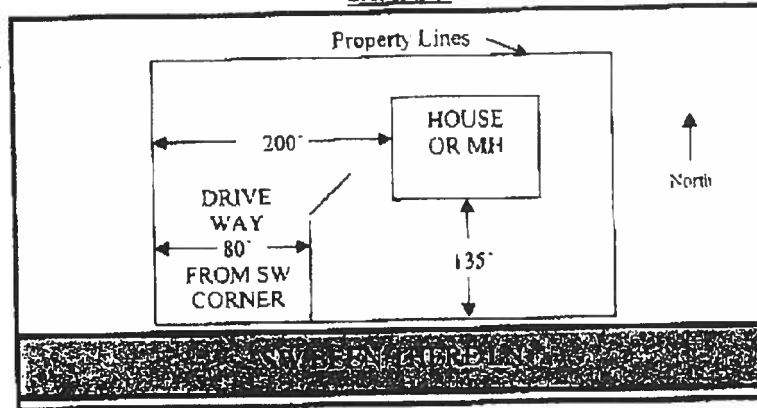 Property Lines
HOUSE
OR MH
200'
North
DRIVE
WAY
80'
FROM SW
CORNER
135'